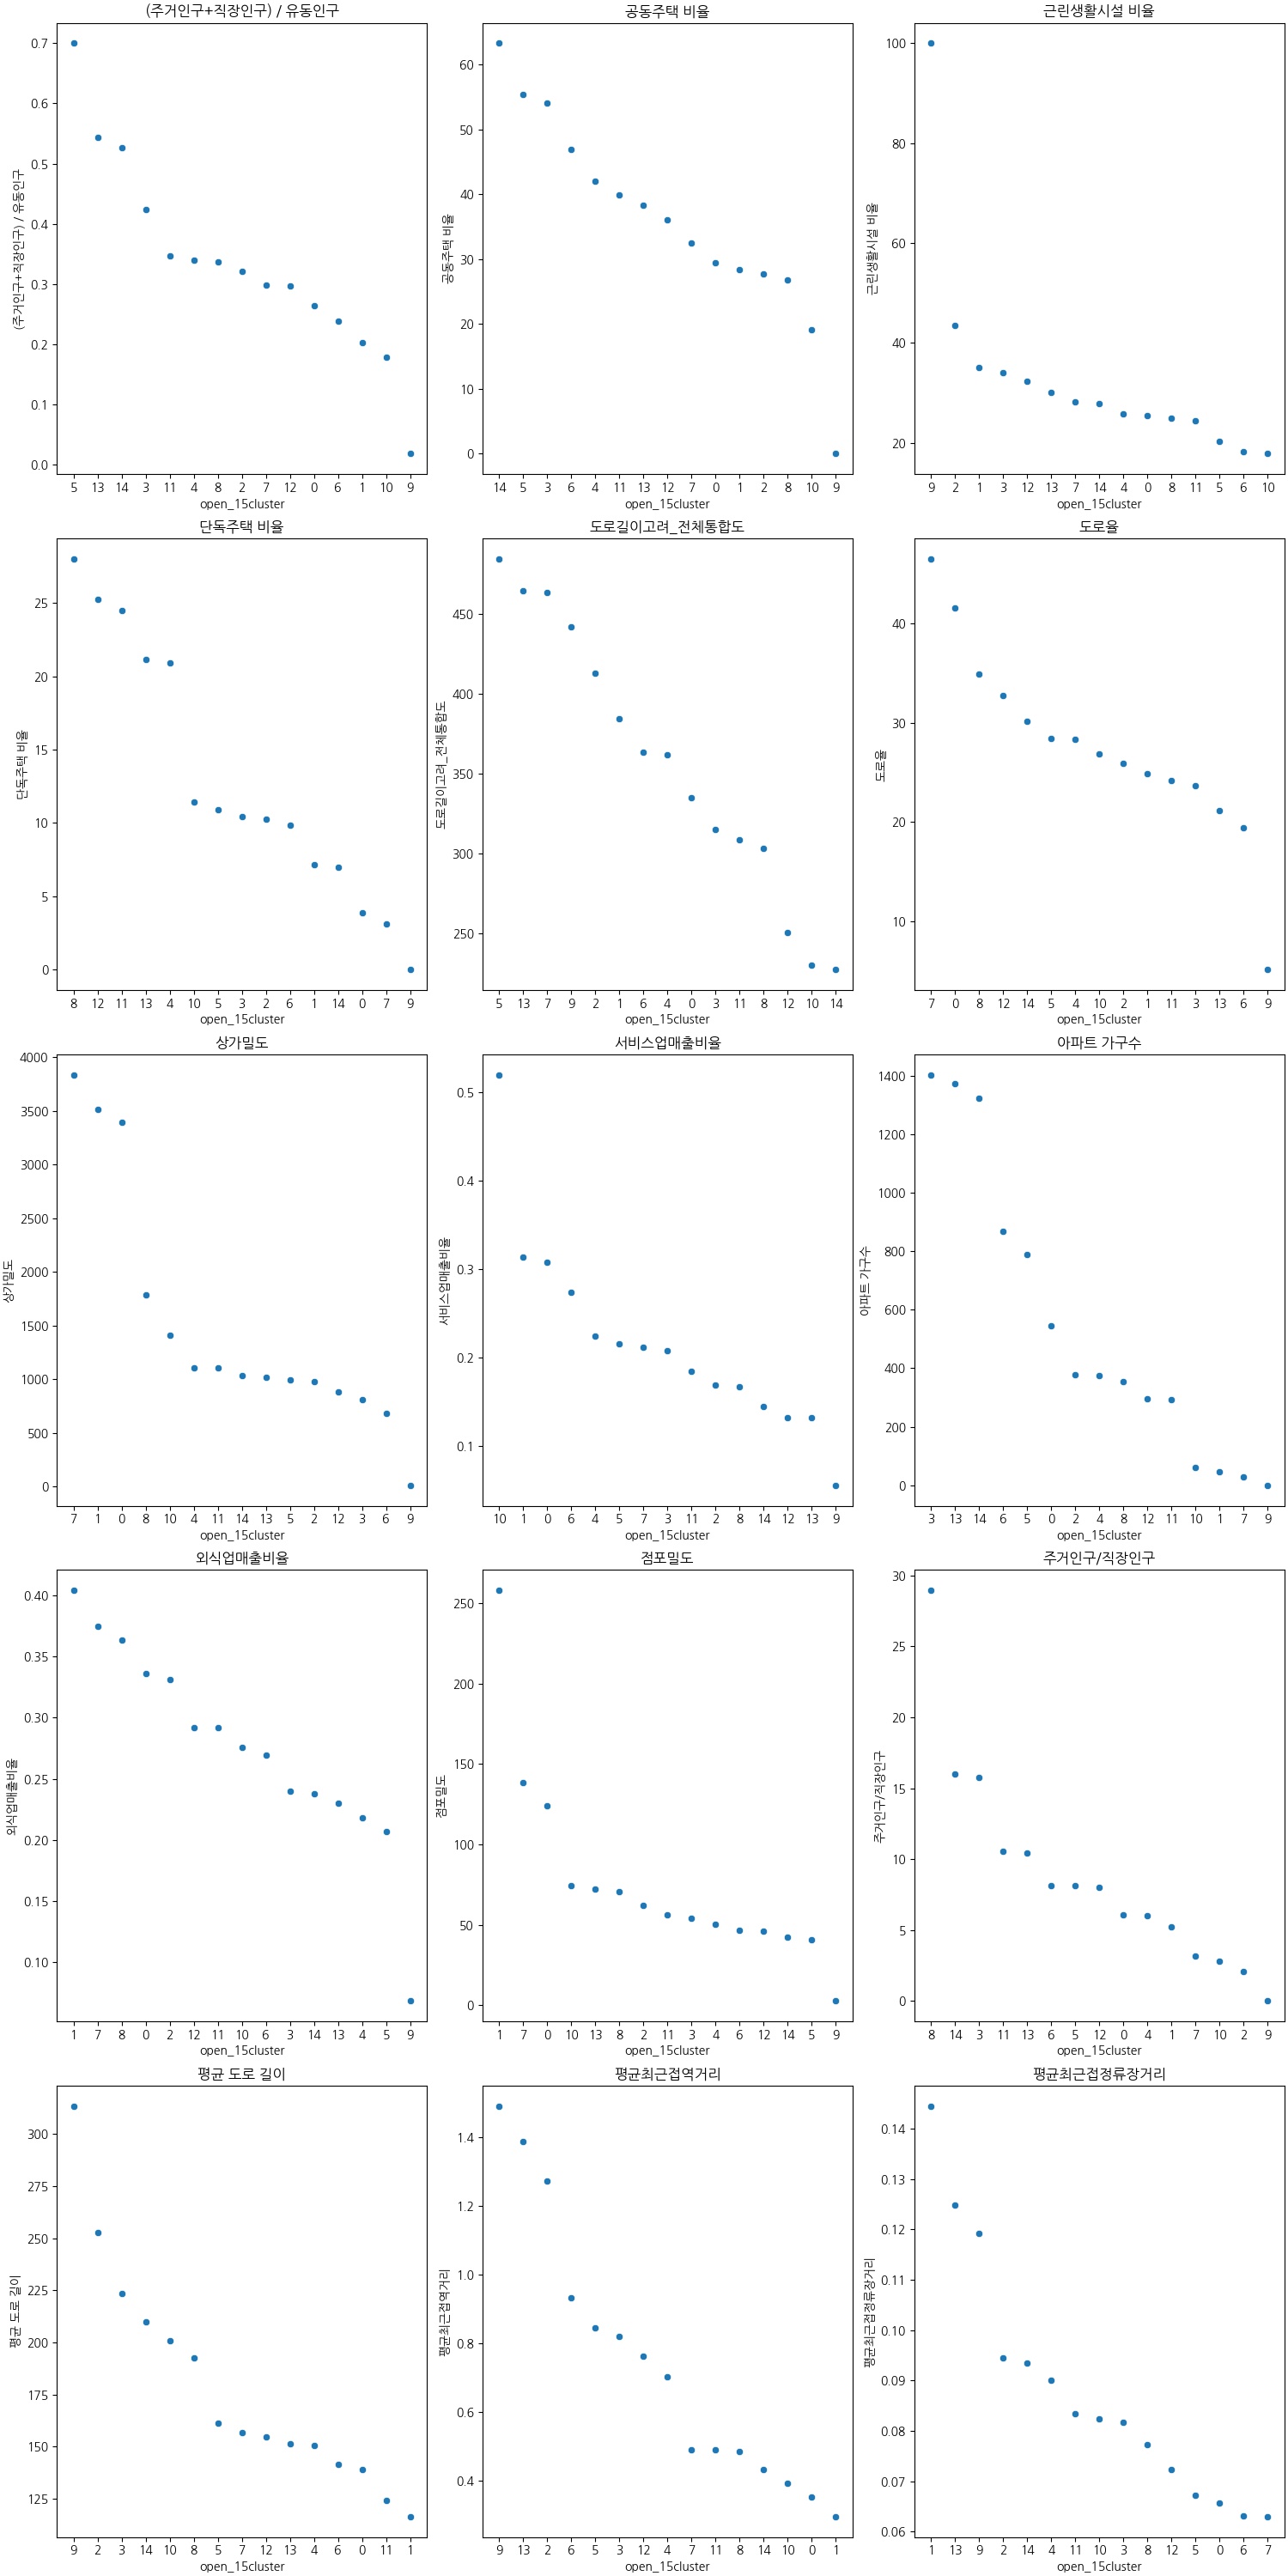 (주거인구+직장인구) / 유동인구
(주거인구+직장인구) / 유동인구
0.7
0.6
0.5
0.4
0.3
0.2
0.1
0.0
5 13 14 3 11 4 8 2 7 12 0 6 1 10 9
open_15cluster
공동주택 비율
공동주택 비율
60
50
40
30
20
10
0
14 5 3 6 4 11 13 12 7 0 1 2 8 10 9
open_15cluster
근린생활시설 비율
근린생활시설 비율
100
80
60
40
20
9 2 1 3 12 13 7 14 4 0 8 11 5 6 10
open_15cluster
단독주택 비율
단독주택 비율
25
20
15
10
5
0
8 12 11 13 4 10 5 3 2 6 1 14 0 7 9
open_15cluster
도로길이고려_전체통합도
도로길이고려_전체통합도
450
400
350
300
250
5 13 7 9 2 1 6 4 0 3 11 8 12 10 14
open_15cluster
도로율
도로율
40
30
20
10
7 0 8 12 14 5 4 10 2 1 11 3 13 6 9
open_15cluster
상가밀도
상가밀도
4000
3500
3000
2500
2000
1500
1000
500
0
7 1 0 8 10 4 11 14 13 5 2 12 3 6 9
open_15cluster
서비스업매출비율
서비스업매출비율
0.5
0.4
0.3
0.2
0.1
10 1 0 6 4 5 7 3 11 2 8 14 12 13 9
open_15cluster
아파트 가구수
아파트 가구수
1400
1200
1000
800
600
400
200
0
3 13 14 6 5 0 2 4 8 12 11 10 1 7 9
open_15cluster
외식업매출비율
외식업매출비율
0.40
0.35
0.30
0.25
0.20
0.15
0.10
1 7 8 0 2 12 11 10 6 3 14 13 4 5 9
open_15cluster
점포밀도
점포밀도
250
200
150
100
50
0
1 7 0 10 13 8 2 11 3 4 6 12 14 5 9
open_15cluster
주거인구/직장인구
주거인구/직장인구
30
25
20
15
10
5
0
8 14 3 11 13 6 5 12 0 4 1 7 10 2 9
open_15cluster
평균 도로 길이
평균 도로 길이
300
275
250
225
200
175
150
125
9 2 3 14 10 8 5 7 12 13 4 6 0 11 1
open_15cluster
평균최근접역거리
평균최근접역거리
1.4
1.2
1.0
0.8
0.6
0.4
9 13 2 6 5 3 12 4 7 11 8 14 10 0 1
open_15cluster
평균최근접정류장거리
평균최근접정류장거리
0.14
0.13
0.12
0.11
0.10
0.09
0.08
0.07
0.06
1 13 9 2 14 4 11 10 3 8 12 5 0 6 7
open_15cluster